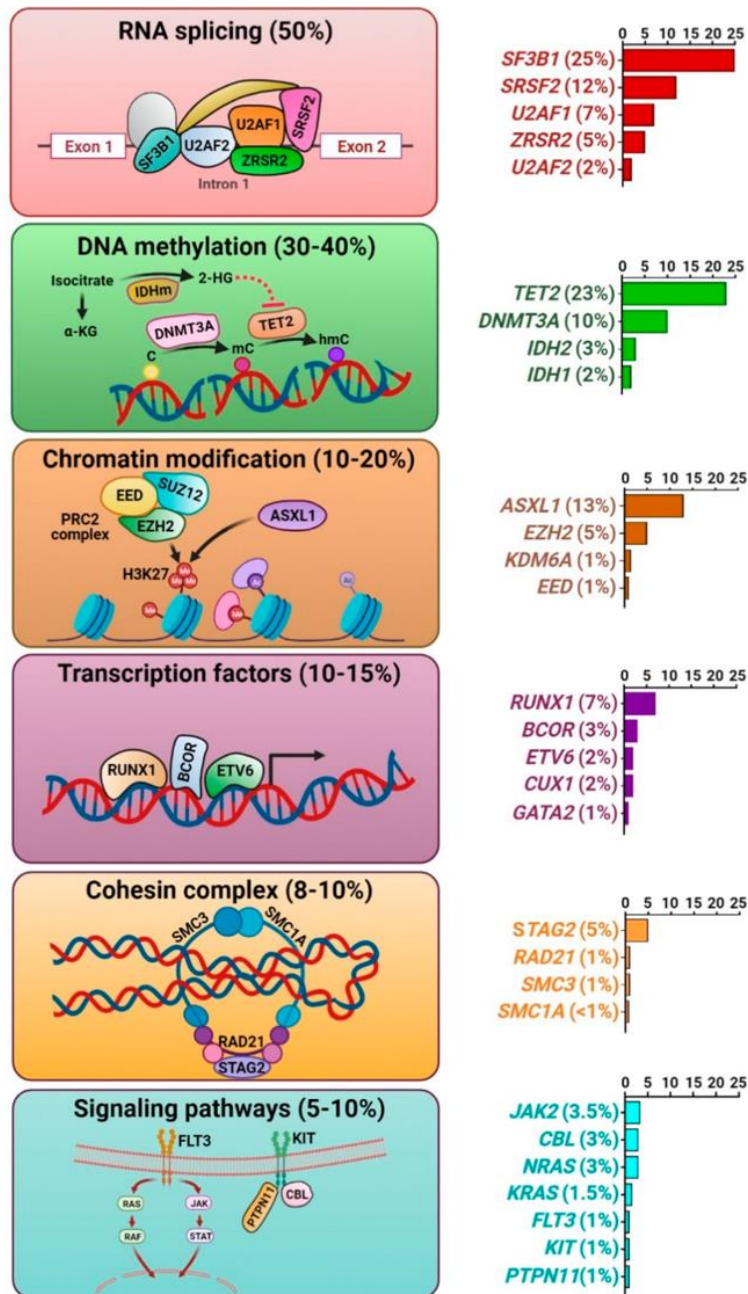 RNA splicing (50%)
SF3B1
U2AF2
U2AF1
ZRSR2
SRSF2
Exon 1
Exon 2
Intron 1
0 5 10 15 20 25
SF3B1 (25%)
SRSF2 (12%)
U2AF1 (7%)
ZRSR2 (5%)
U2AF2 (2%)
DNA methylation (30-40%)
Isocitrate
IDHm
2-HG
α-KG
DNMT3A
TET2
C
mC
hmC
0 5 10 15 20 25
TET2 (23%)
DNMT3A (10%)
IDH2 (3%)
IDH1 (2%)
Chromatin modification (10-20%)
EED
SUZ12
EZH2
PRC2
complex
ASXL1
H3K27
Me
Me Me
Me
Me
Ac
Ac
0 5 10 15 20 25
ASXL1 (13%)
EZH2 (5%)
KDM6A (1%)
EED (1%)
Transcription factors (10-15%)
RUNX1
BCOR
ETV6
0 5 10 15 20 25
RUNX1 (7%)
BCOR (3%)
ETV6 (2%)
CUX1 (2%)
GATA2 (1%)
Cohesin complex (8-10%)
SMC3
SMC1A
RAD21
STAG2
0 5 10 15 20 25
STAG2 (5%)
RAD21 (1%)
SMC3 (1%)
SMC1A (<1%)
Signaling pathways (5-10%)
FLT3
KIT
RAS
JAK
RAF
STAT
PTPN11
CBL
0 5 10 15 20 25
JAK2 (3.5%)
CBL (3%)
NRAS (3%)
KRAS (1.5%)
FLT3 (1%)
KIT (1%)
PTPN11(1%)